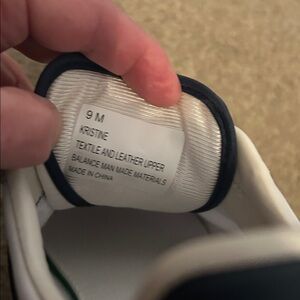 9 M
KRISTINE
TEXTILE AND LEATHER UPPER
BALANCE MAN MADE MATERIALS
MADE IN CHINA